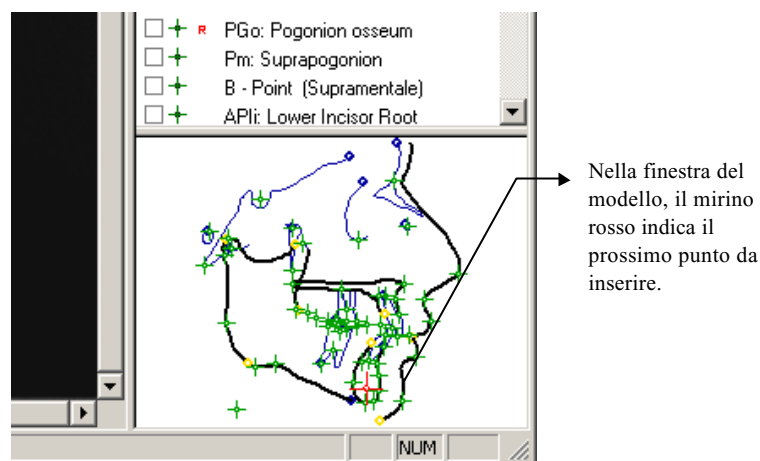 R PGo: Pogonion osseum
Pm: Suprapogonion
B - Point (Supramentale)
APIi: Lower Incisor Root
Nella finestra del
modello, il mirino
rosso indica il
prossimo punto da
inserire.
NUM